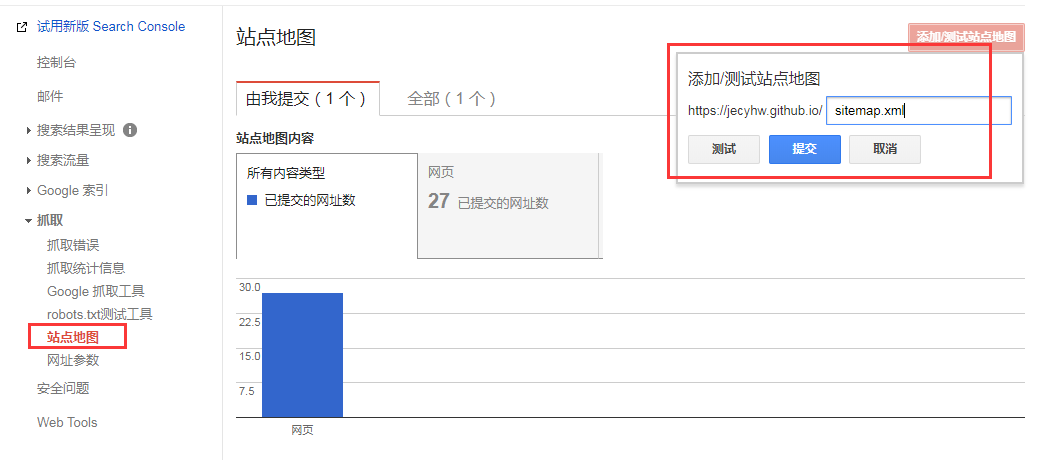 试用新版 Search Console
控制台
邮件
搜索结果呈现
搜索流量
Google 索引
抓取
抓取错误
抓取统计信息
Google 抓取工具
robots.txt测试工具
站点地图
网址参数
安全问题
Web Tools
站点地图
添加/测试站点地图
添加/测试站点地图
https://jecyhw.github.io/ sitemap.xml
测试 提交 取消
由我提交（1 个） 全部（1 个）
站点地图内容
所有内容类型
已提交的网址数
网页
27 已提交的网址数
30.0
22.5
15.0
7.5
网页